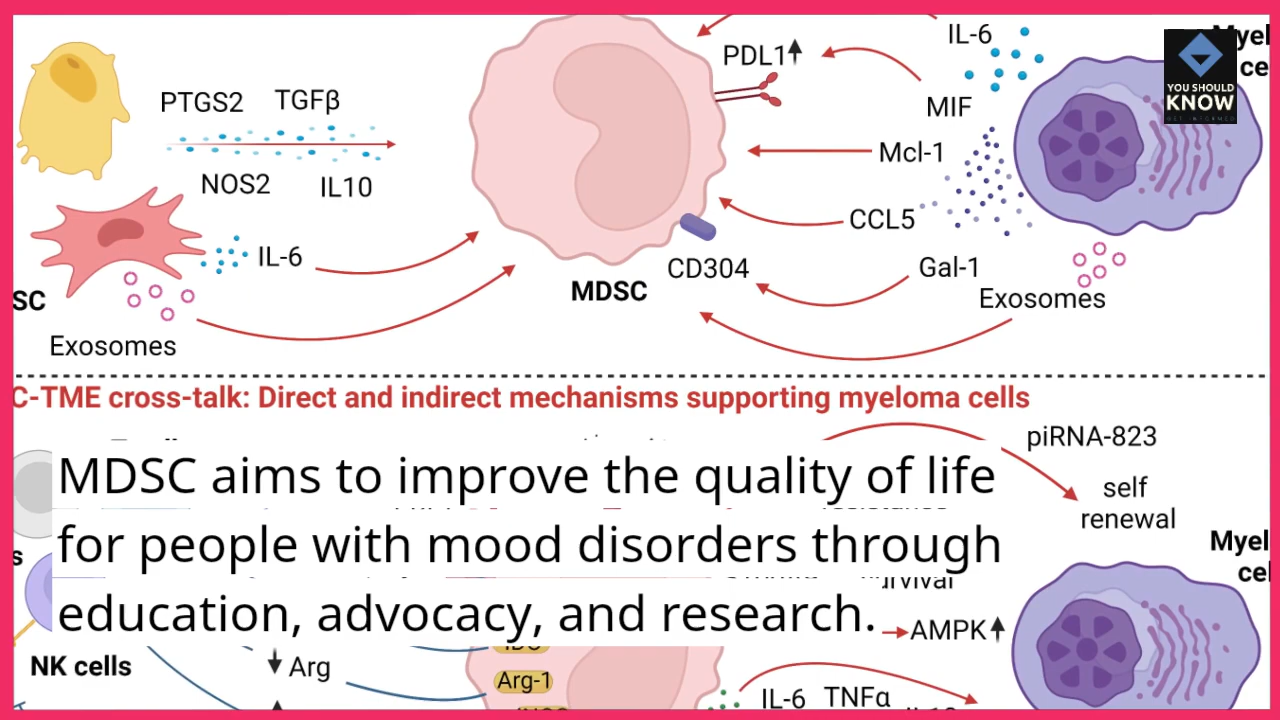 IL-6
PDL1
PTGS2 TGFβ
MIF
YOU SHOULD
KNOW
GET INFORMED
Mcl-1
NOS2 IL10
CCL5
IL-6
CD304
Gal-1
MDSC
SC
Exosomes
Exosomes
C-TME cross-talk: Direct and indirect mechanisms supporting myeloma cells
piRNA-823
MDSC aims to improve the quality of life
for people with mood disorders through
education, advocacy, and research.
self
renewal
AMPK
NK cells
Arg
Arg-1
IL-6 TNFα